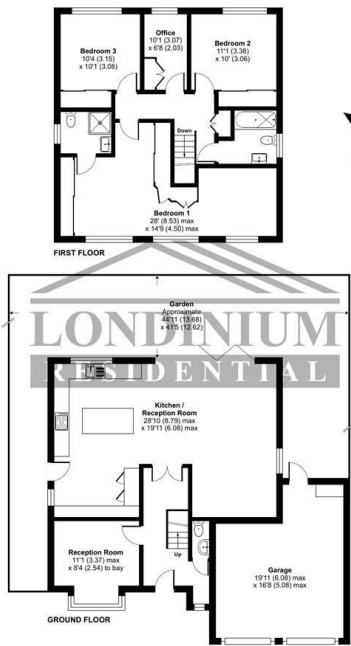 Office
10'1 (3.07)
x 6'8 (2.03)
Bedroom 3
10'4 (3.15)
x 10'1 (3.08)
Bedroom 2
11'1 (3.38)
x 10' (3.06)
Down
Bedroom 1
28' (8.53) max
x 14'9 (4.50) max
FIRST FLOOR
Garden
Approximate
44'11 (13.68)
x 41'5 (12.62)
LONDINIUM
RESIDENTIAL
Kitchen /
Reception Room
28'10 (8.79) max
x 19'11 (6.08) max
Reception Room
11'1 (3.37) max
x 8'4 (2.54) to bay
Up
Garage
19'11 (6.08) max
x 16'8 (5.08) max
GROUND FLOOR